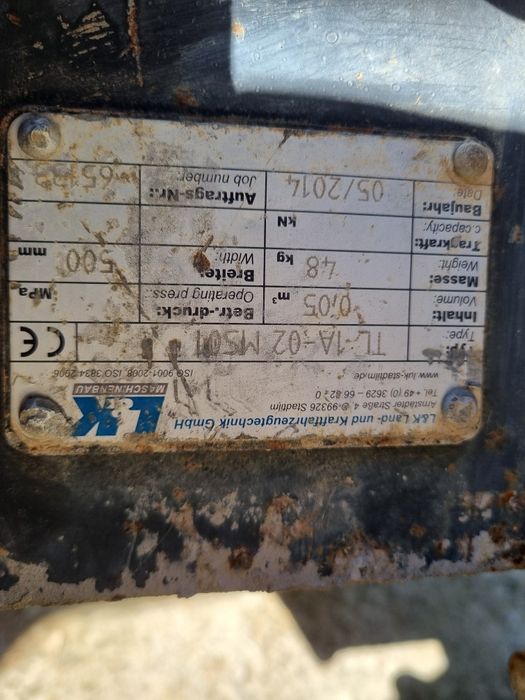 L&K Land- und Kraftfahrzeugtechnik GmbH
Arnstädter Straße 4 D-99326 Stadtilm
Tel. +49 (0) 3629 - 66 82 - 0
www.luk-stadtilm.de
L&K
MASCHINENBAU
ISO 9001:2008, ISO 3834:2006
Typ:
Type:
TL-1A-02 MS01
CE
Inhalt:
Volume:
0,05 m³
Betr.-druck:
Operating press.
MPa
Masse:
Weight:
48 kg
Breite:
Width:
500 mm
Tragkraft:
c.capacity:
kN
Baujahr:
Date:
05/2014
Auftrags-Nr.:
Job number: